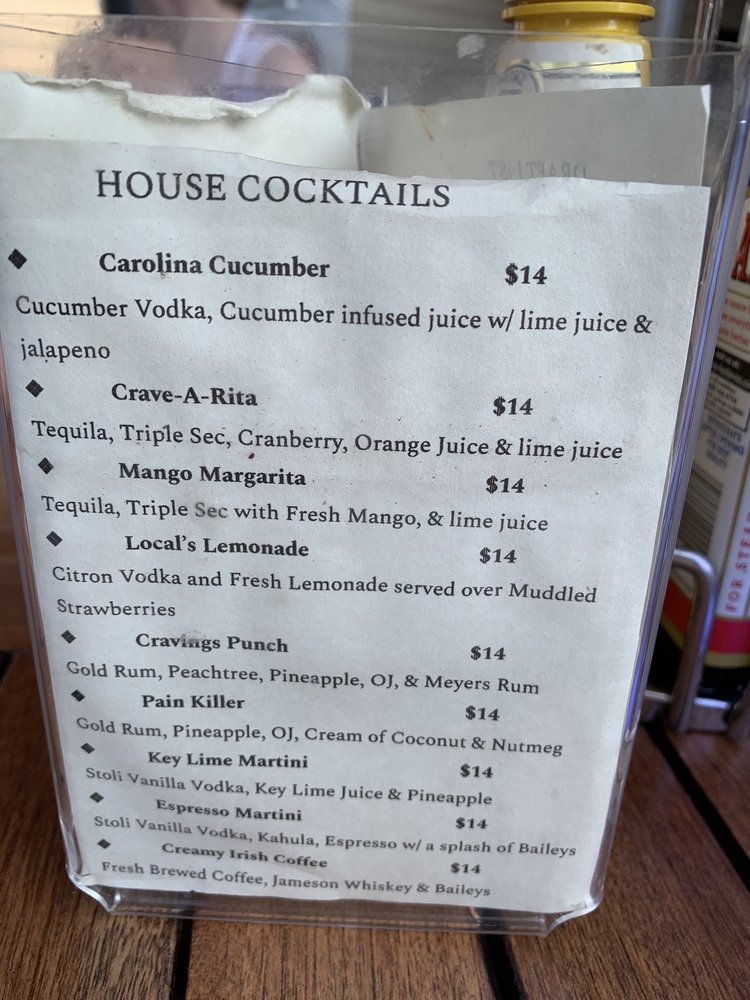 HOUSE COCKTAILS
❖ Carolina Cucumber $14
Cucumber Vodka, Cucumber infused juice w/ lime juice &
jalapeno
❖ Crave-A-Rita $14
Tequila, Triple Sec, Cranberry, Orange Juice & lime juice
❖ Mango Margarita $14
Tequila, Triple Sec with Fresh Mango, & lime juice
❖ Local's Lemonade $14
Citron Vodka and Fresh Lemonade served over Muddled
Strawberries
❖ Cravings Punch $14
Gold Rum, Peachtree, Pineapple, OJ, & Meyers Rum
❖ Pain Killer $14
Gold Rum, Pineapple, OJ, Cream of Coconut & Nutmeg
❖ Key Lime Martini $14
Stoli Vanilla Vodka, Key Lime Juice & Pineapple
❖ Espresso Martini $14
Stoli Vanilla Vodka, Kahula, Espresso w/ a splash of Baileys
❖ Creamy Irish Coffee $14
Fresh Brewed Coffee, Jameson Whiskey & Baileys
FOR STE